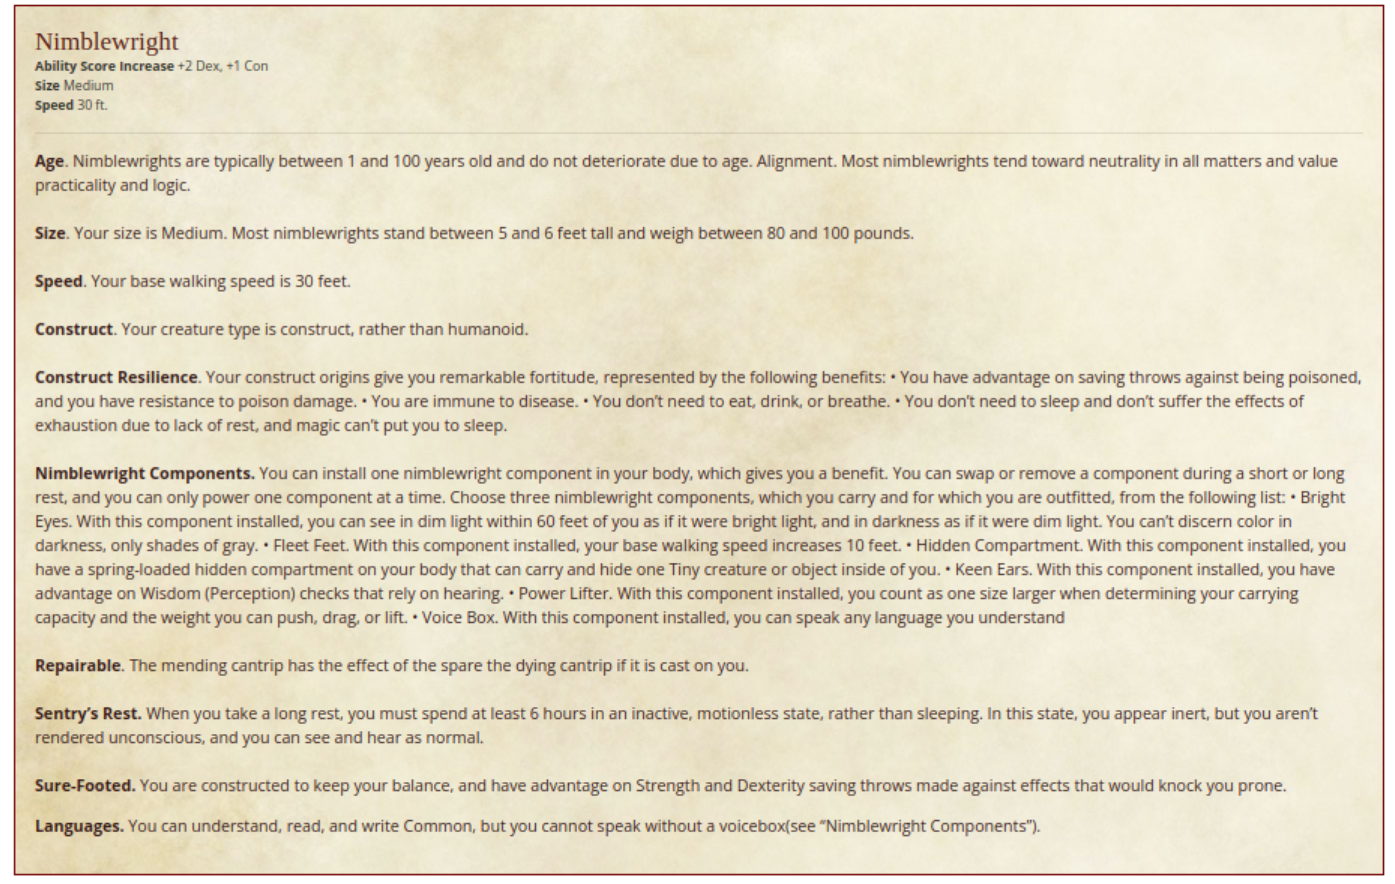 Nimblewright
Ability Score Increase +2 Dex, +1 Con
Size Medium
Speed 30 ft.
Age. Nimblewrights are typically between 1 and 100 years old and do not deteriorate due to age. Alignment. Most nimblewrights tend toward neutrality in all matters and value
practicality and logic.
Size. Your size is Medium. Most nimblewrights stand between 5 and 6 feet tall and weigh between 80 and 100 pounds.
Speed. Your base walking speed is 30 feet.
Construct. Your creature type is construct, rather than humanoid.
Construct Resilience. Your construct origins give you remarkable fortitude, represented by the following benefits: • You have advantage on saving throws against being poisoned,
and you have resistance to poison damage. • You are immune to disease. • You don’t need to eat, drink, or breathe. • You don’t need to sleep and don’t suffer the effects of
exhaustion due to lack of rest, and magic can’t put you to sleep.
Nimblewright Components. You can install one nimblewright component in your body, which gives you a benefit. You can swap or remove a component during a short or long
rest, and you can only power one component at a time. Choose three nimblewright components, which you carry and for which you are outfitted, from the following list: • Bright
Eyes. With this component installed, you can see in dim light within 60 feet of you as if it were bright light, and in darkness as if it were dim light. You can’t discern color in
darkness, only shades of gray. • Fleet Feet. With this component installed, your base walking speed increases 10 feet. • Hidden Compartment. With this component installed, you
have a spring-loaded hidden compartment on your body that can carry and hide one Tiny creature or object inside of you. • Keen Ears. With this component installed, you have
advantage on Wisdom (Perception) checks that rely on hearing. • Power Lifter. With this component installed, you count as one size larger when determining your carrying
capacity and the weight you can push, drag, or lift. • Voice Box. With this component installed, you can speak any language you understand
Repairable. The mending cantrip has the effect of the spare the dying cantrip if it is cast on you.
Sentry’s Rest. When you take a long rest, you must spend at least 6 hours in an inactive, motionless state, rather than sleeping. In this state, you appear inert, but you aren’t
rendered unconscious, and you can see and hear as normal.
Sure-Footed. You are constructed to keep your balance, and have advantage on Strength and Dexterity saving throws made against effects that would knock you prone.
Languages. You can understand, read, and write Common, but you cannot speak without a voicebox(see “Nimblewright Components”).